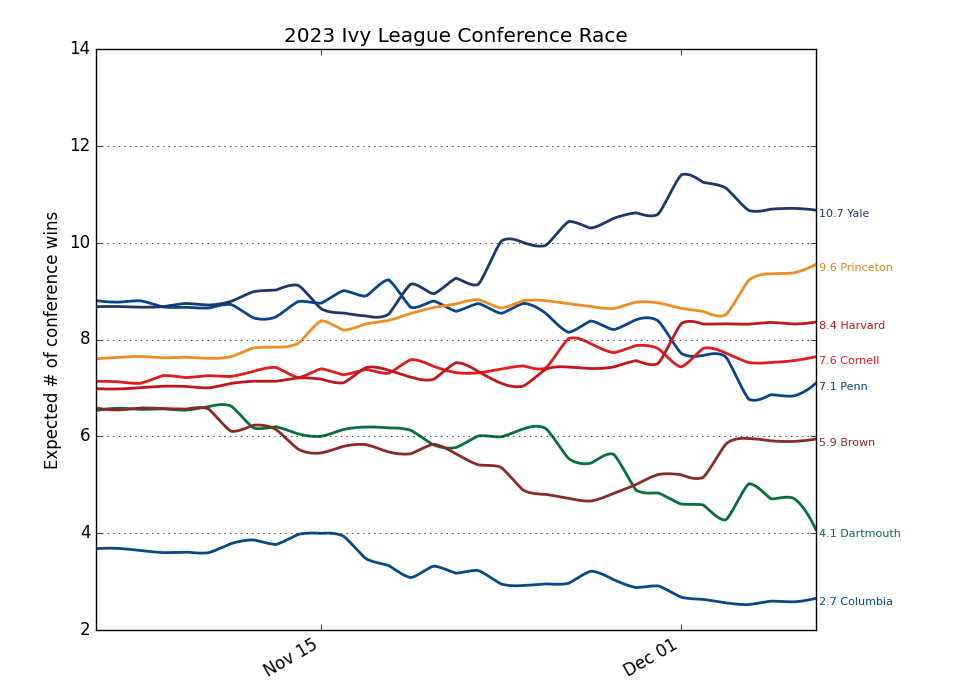 2023 Ivy League Conference Race
Expected # of conference wins
14
12
10
8
6
4
2
Nov 15
Dec 01
10.7 Yale
9.6 Princeton
8.4 Harvard
7.6 Cornell
7.1 Penn
5.9 Brown
4.1 Dartmouth
2.7 Columbia